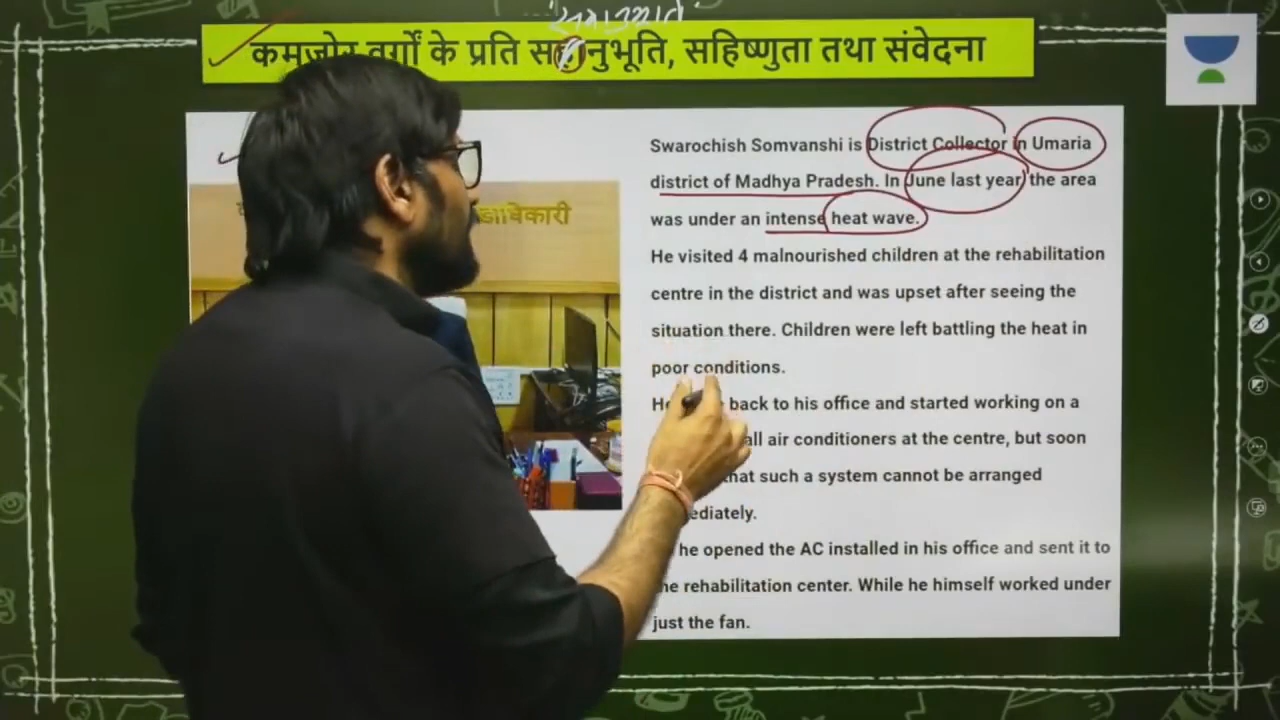 कमजोर वर्गों के प्रति सहानुभूति, सहिष्णुता तथा संवेदना
Swarochish Somvanshi is District Collector in Umaria
district of Madhya Pradesh. In June last year, the area
was under an intense heat wave.
He visited 4 malnourished children at the rehabilitation
centre in the district and was upset after seeing the
situation there. Children were left battling the heat in
poor conditions.
back to his office and started working on a
all air conditioners at the centre, but soon
that such a system cannot be arranged
he opened the AC installed in his office and sent it to
rehabilitation center. While he himself worked under
just the fan.